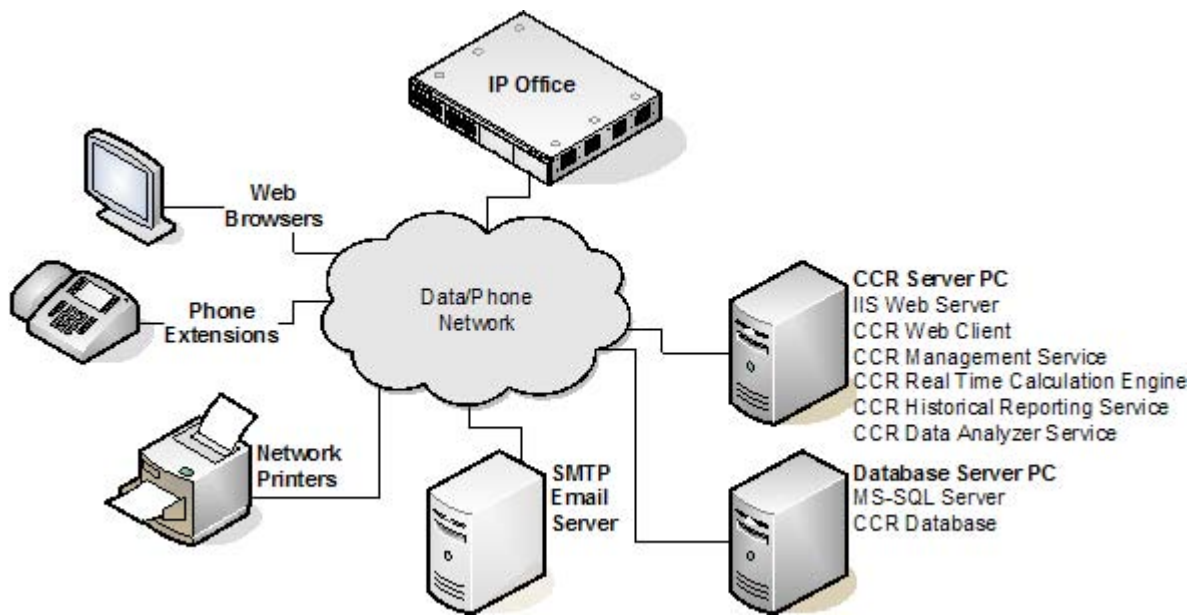 IP Office
Web
Browsers
Phone
Extensions
Data/Phone
Network
CCR Server PC
IIS Web Server
CCR Web Client
CCR Management Service
CCR Real Time Calculation Engine
CCR Historical Reporting Service
CCR Data Analyzer Service
Network
Printers
SMTP
Email
Server
Database Server PC
MS-SQL Server
CCR Database